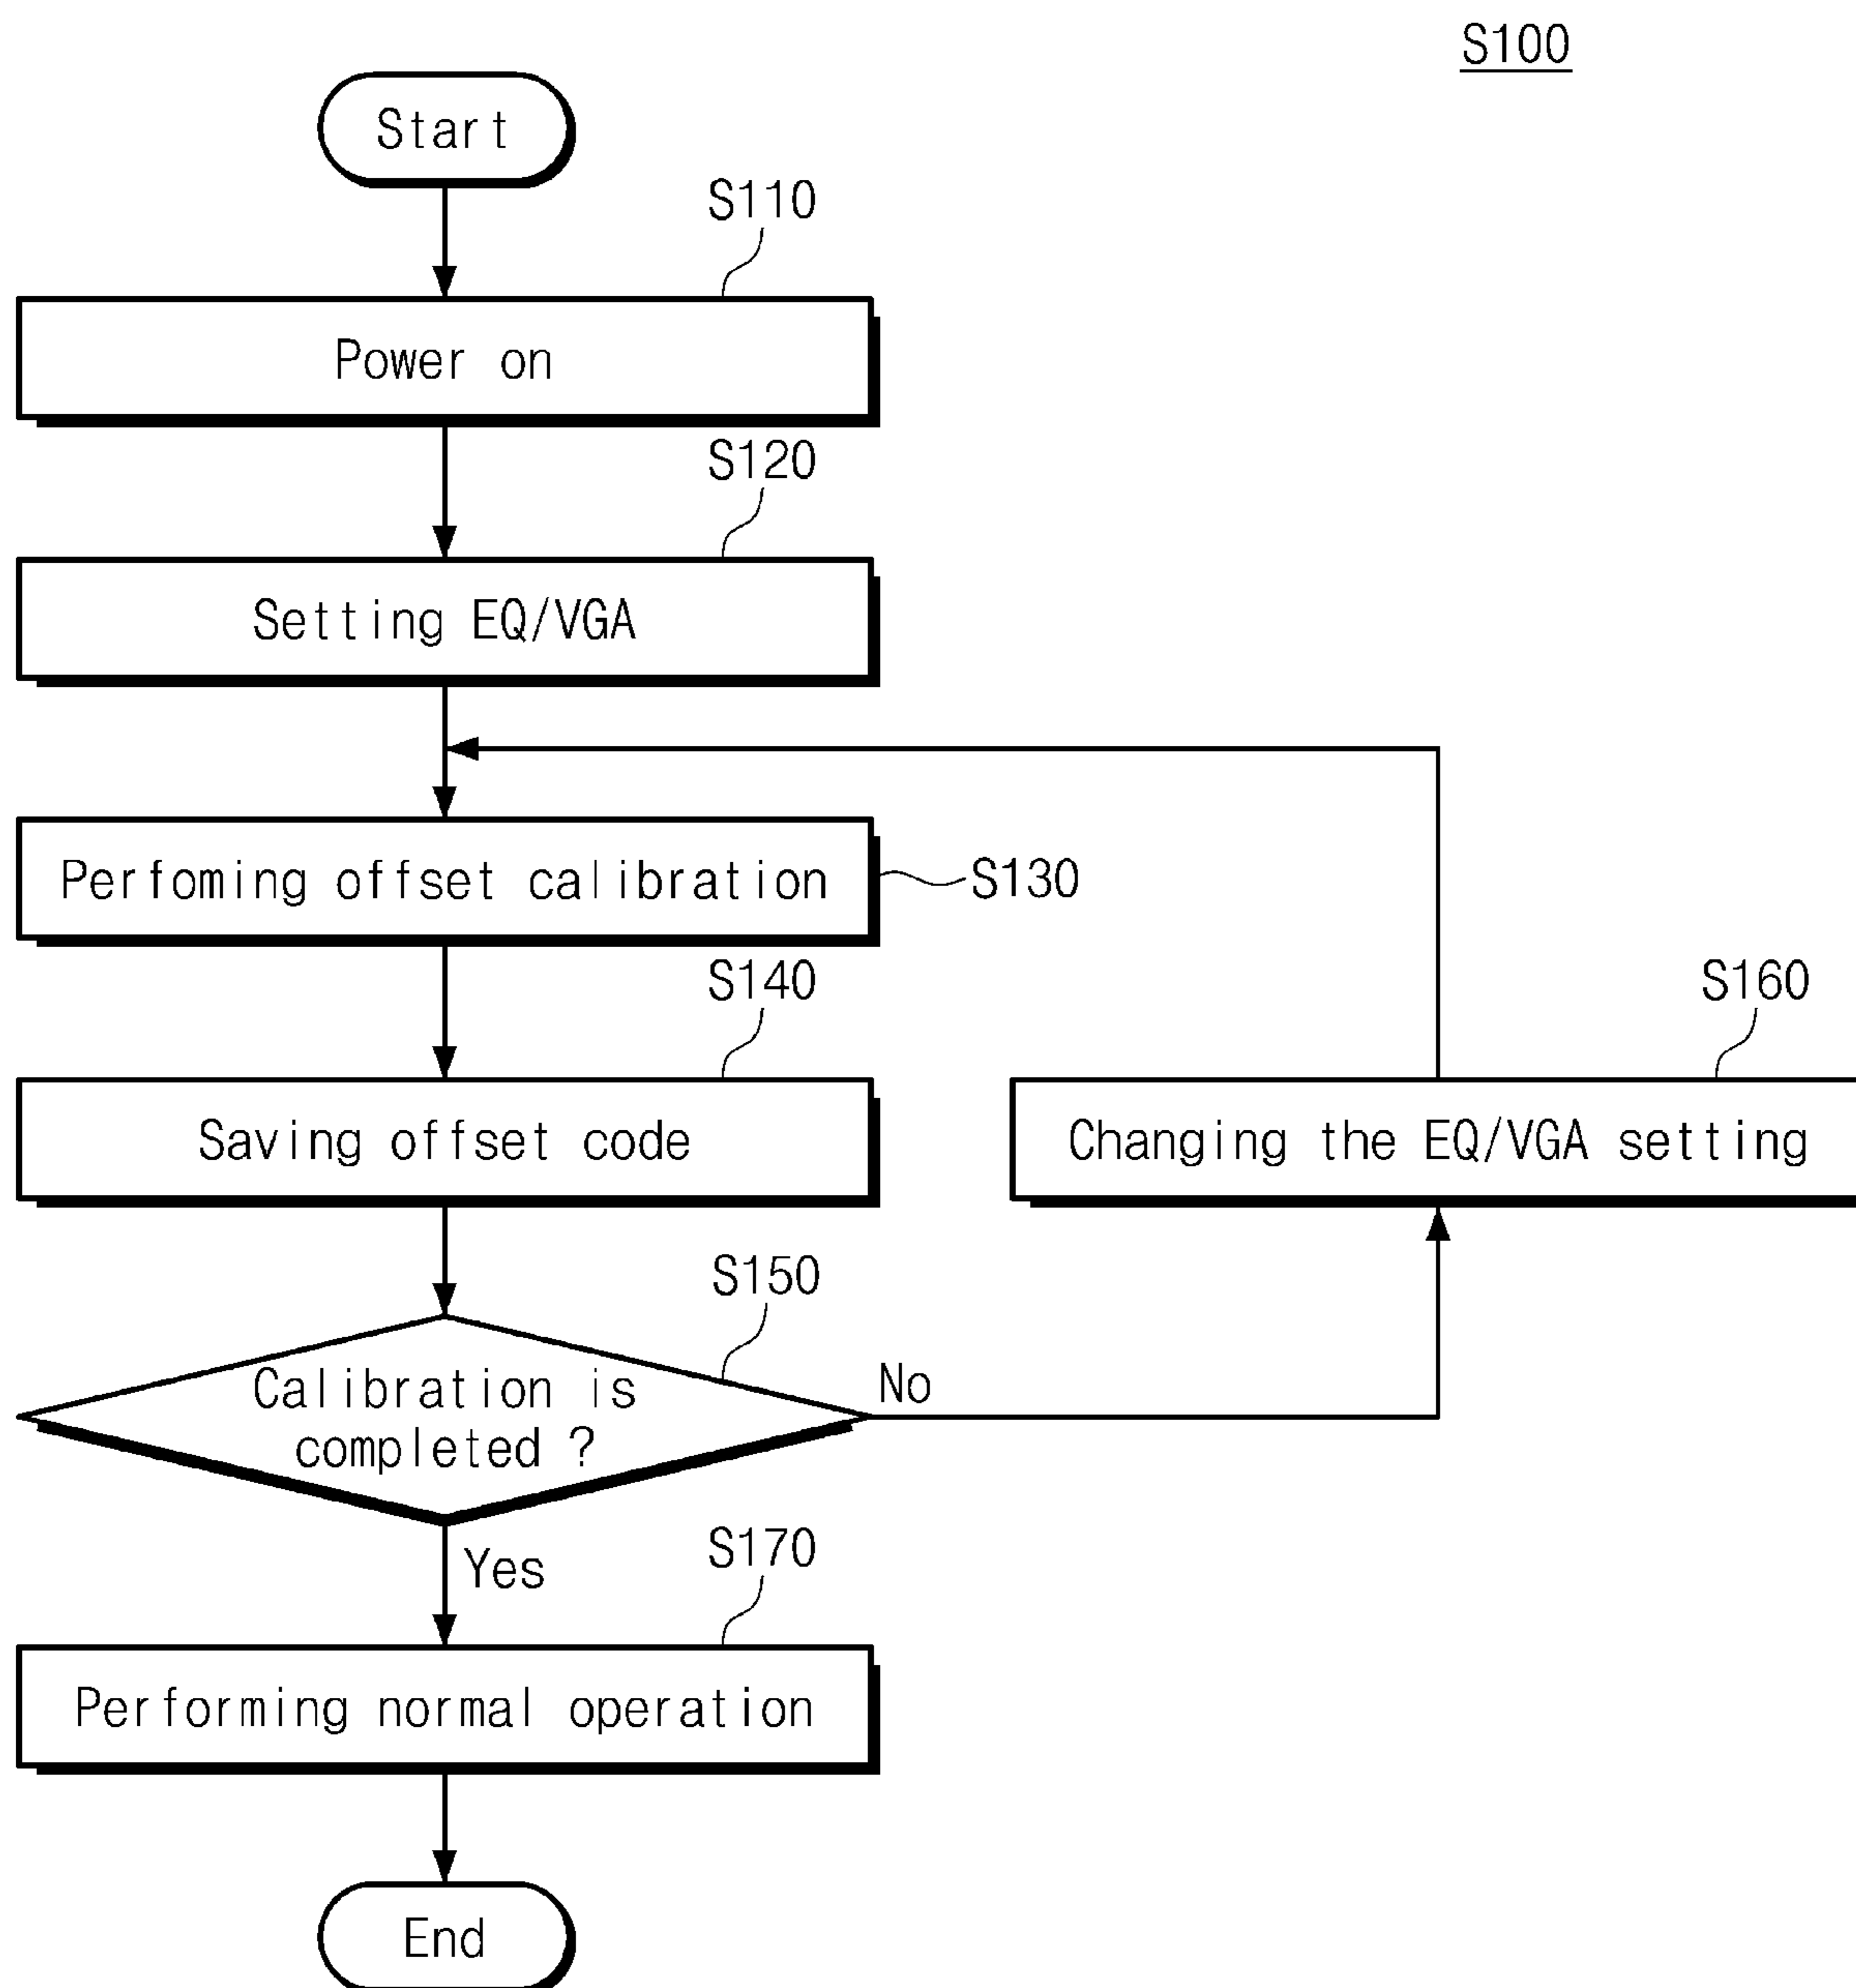 S100
Start
S110
Power on
S120
Setting EQ/VGA
Perfoming offset calibration
S130
S140
Saving offset code
S160
Changing the EQ/VGA setting
S150
Calibration is
completed ?
No
Yes
S170
Performing normal operation
End